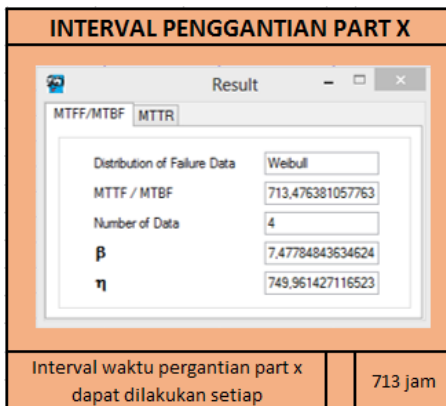 INTERVAL PENGGANTIAN PART X
Result
MTFF/MTBF MTTR
Distribution of Failure Data Weibull
MTTF / MTBF 713,476381057763
Number of Data 4
β 7,47784843634624
η 749,961427116523
Interval waktu pergantian part x
dapat dilakukan setiap
713 jam